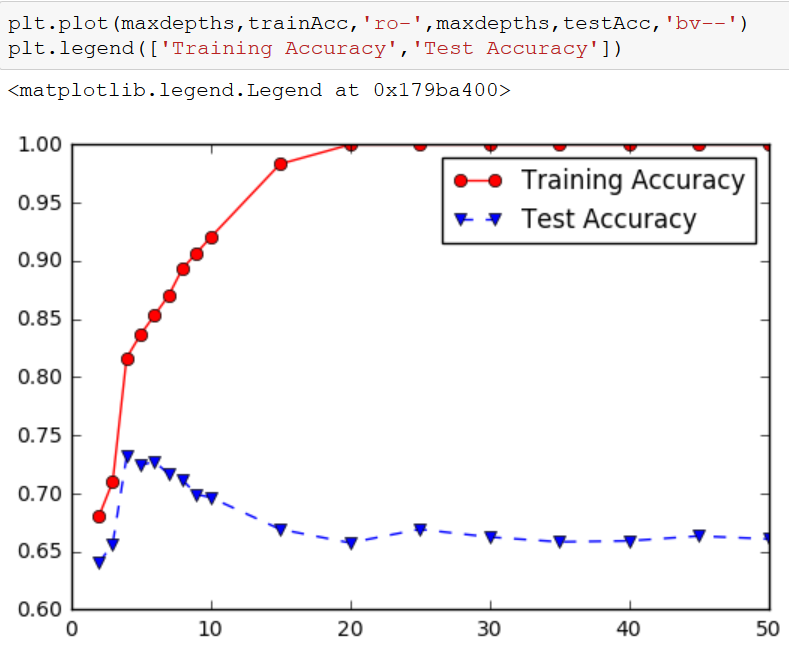 plt.plot(maxdepths,trainAcc,'ro-',maxdepths,testAcc,'bv--')
plt.legend(['Training Accuracy','Test Accuracy'])
<matplotlib.legend.Legend at 0x179ba400>
1.00
Training Accuracy
Test Accuracy
0.95
0.90
0.85
0.80
0.75
0.70
0.65
0.60
0 10 20 30 40 50